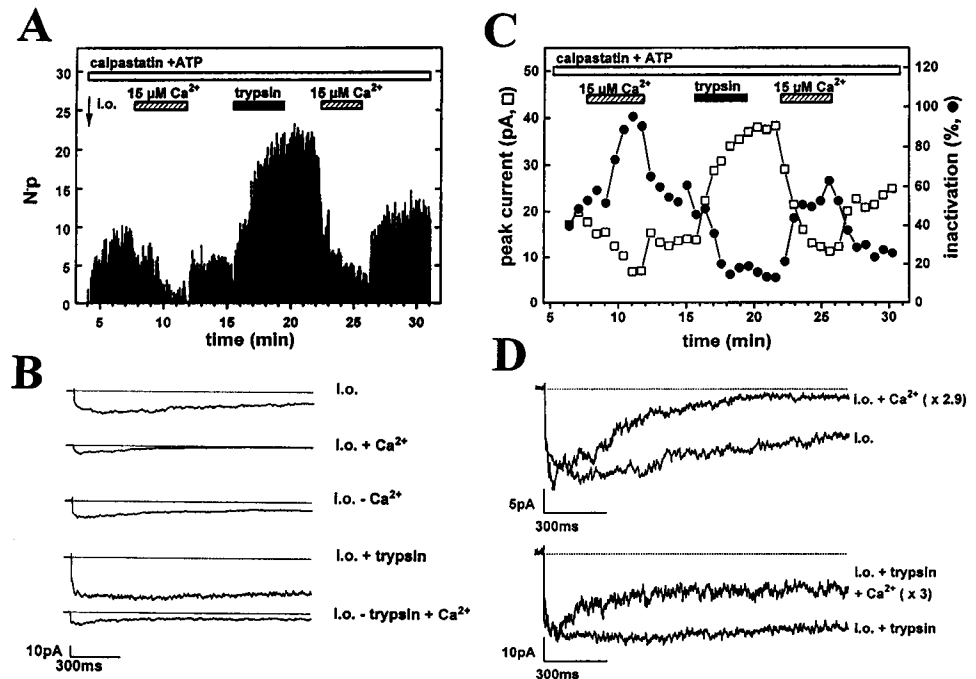 A
calpastatin +ATP
30
25
20
15
10
5
0
N·p
i.o.
15 µM Ca²⁺
trypsin
15 µM Ca²⁺
5 10 15 20 25 30
time (min)
B
i.o.
i.o. + Ca²⁺
i.o. - Ca²⁺
i.o. + trypsin
i.o. - trypsin + Ca²⁺
10pA
300ms
C
calpastatin + ATP
50
40
30
20
10
0
peak current (pA, □)
15 µM Ca²⁺
trypsin
15 µM Ca²⁺
120
100
80
60
40
20
0
inactivation (%, ●)
5 10 15 20 25 30
time (min)
D
i.o. + Ca²⁺ ( x 2.9)
i.o.
5pA
300ms
i.o. + trypsin
+ Ca²⁺ ( x 3)
i.o. + trypsin
10pA
300ms